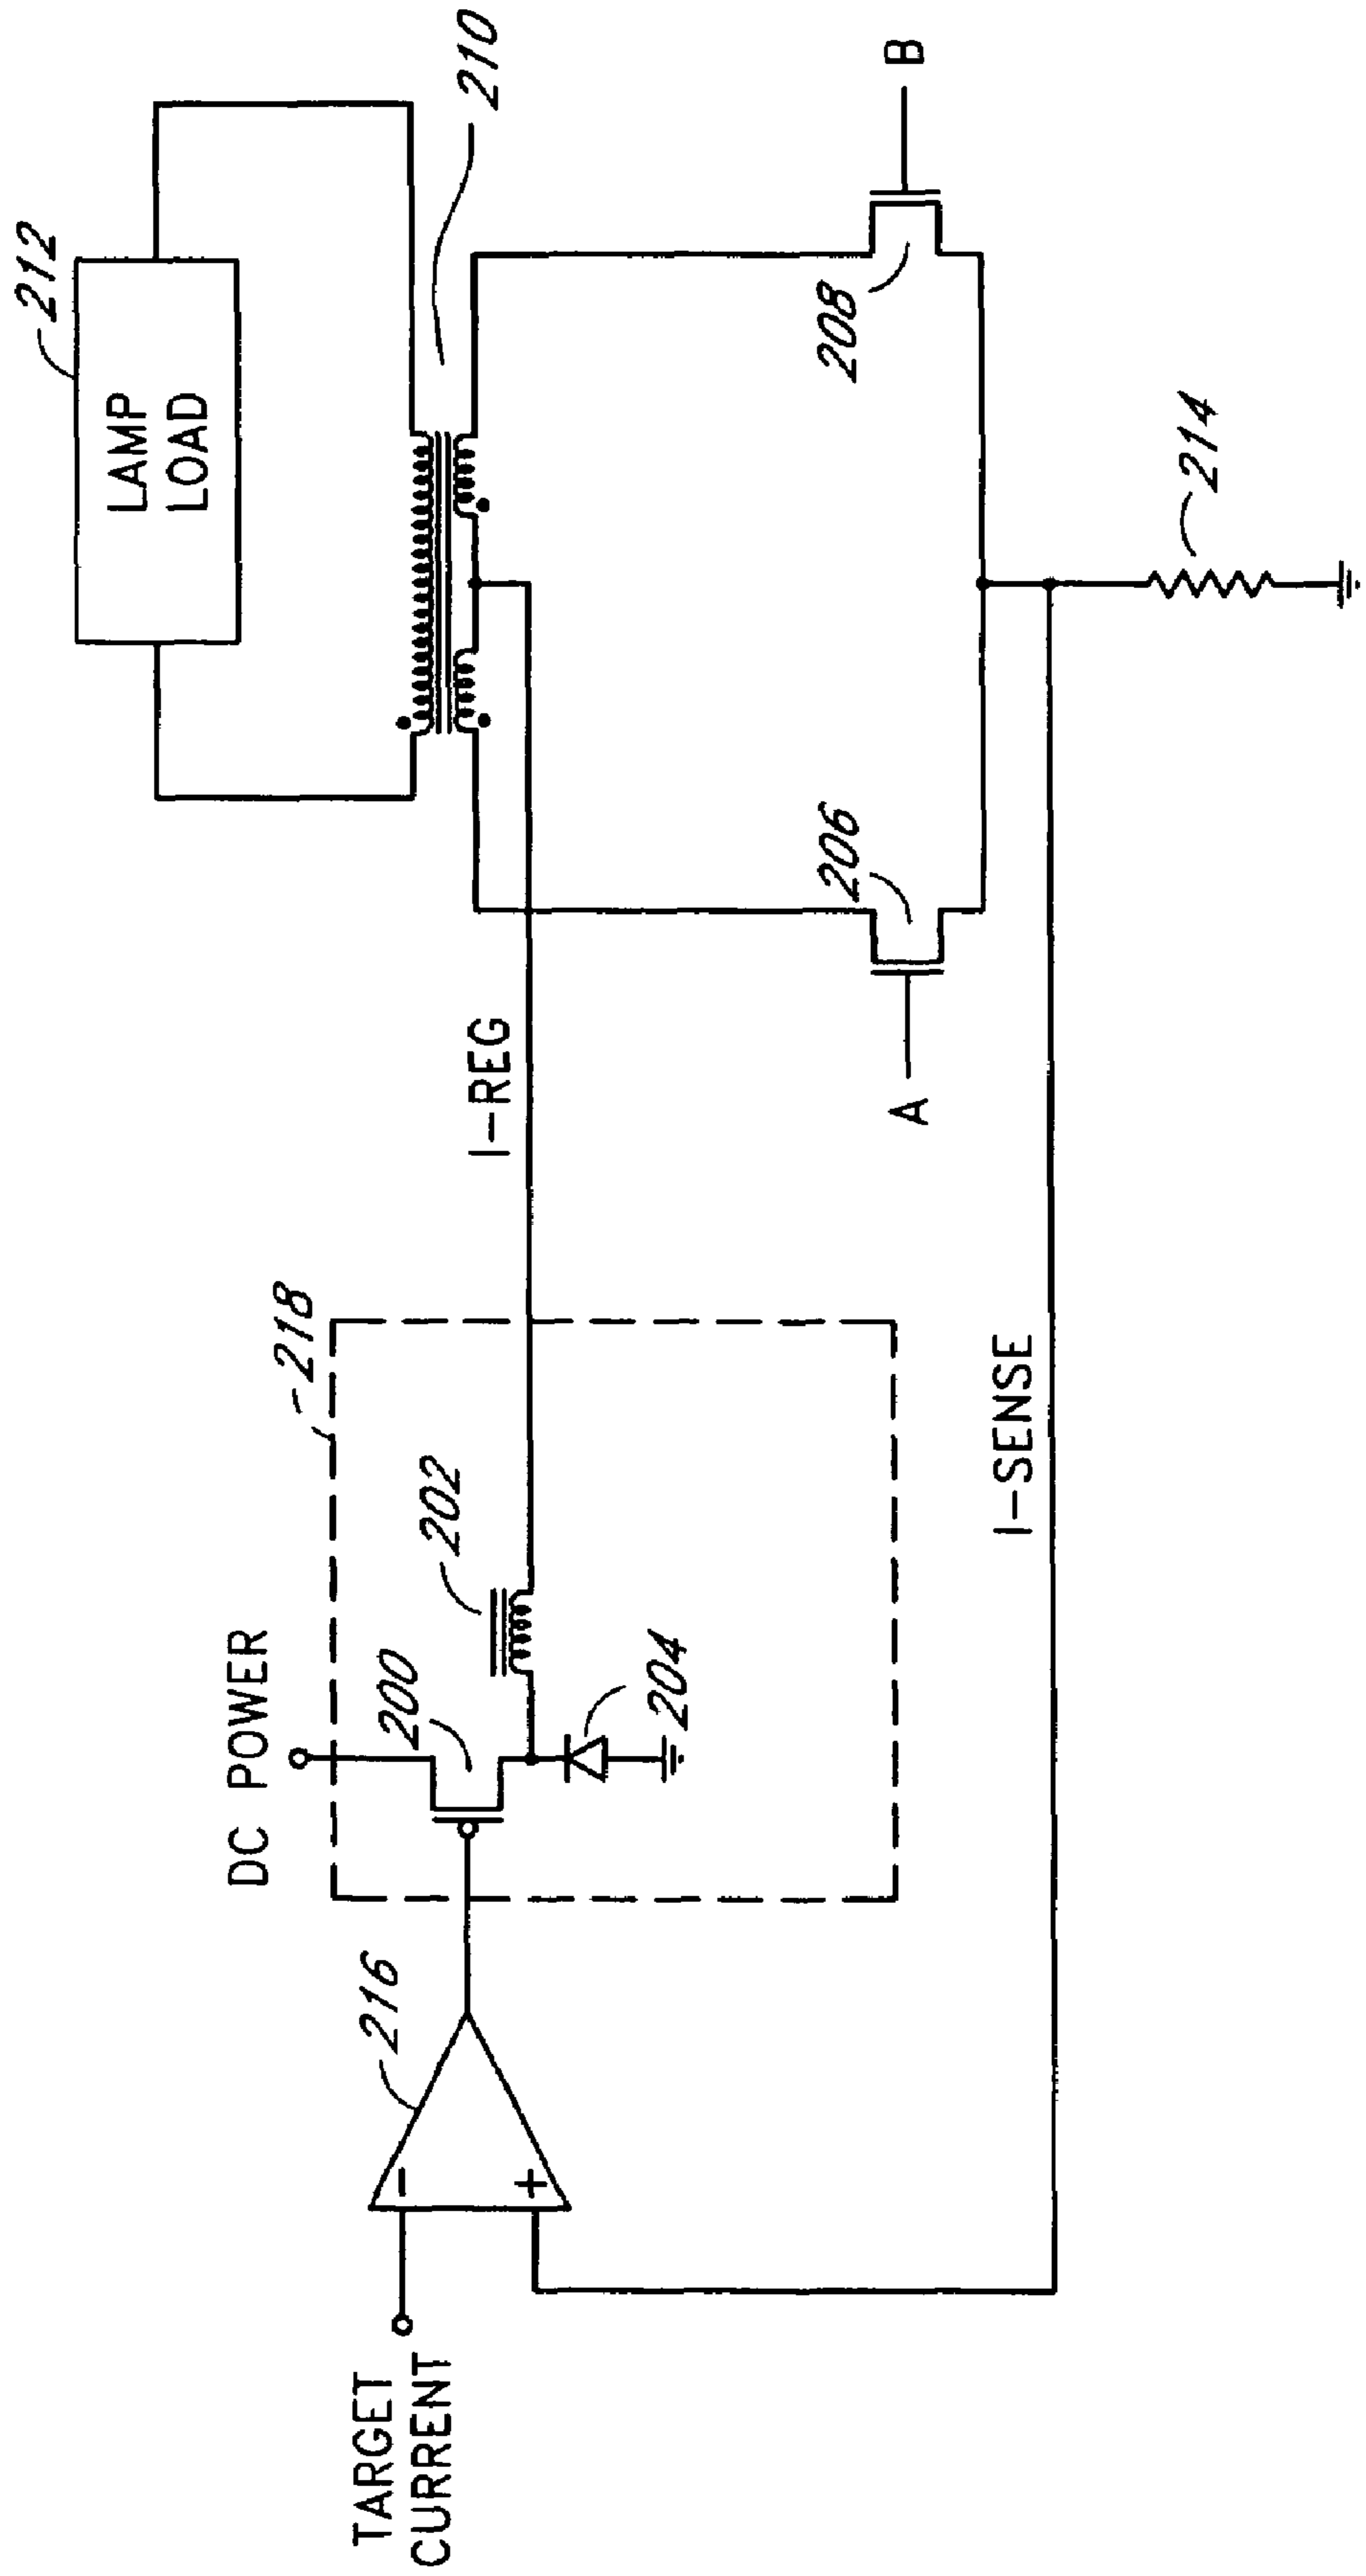 TARGET
CURRENT
216
−
+
DC POWER
200
202
204
218
I-REG
I-SENSE
212
LAMP
LOAD
210
206
208
A
B
214